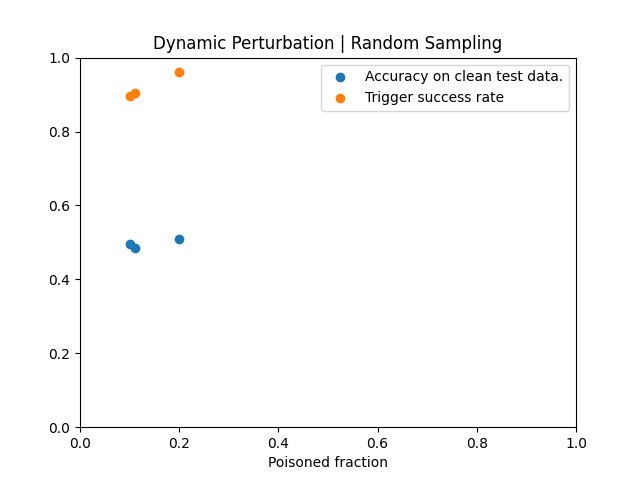 Dynamic Perturbation | Random Sampling
1.0
0.8
0.6
0.4
0.2
0.0
Accuracy on clean test data.
Trigger success rate
0.0 0.2 0.4 0.6 0.8 1.0
Poisoned fraction